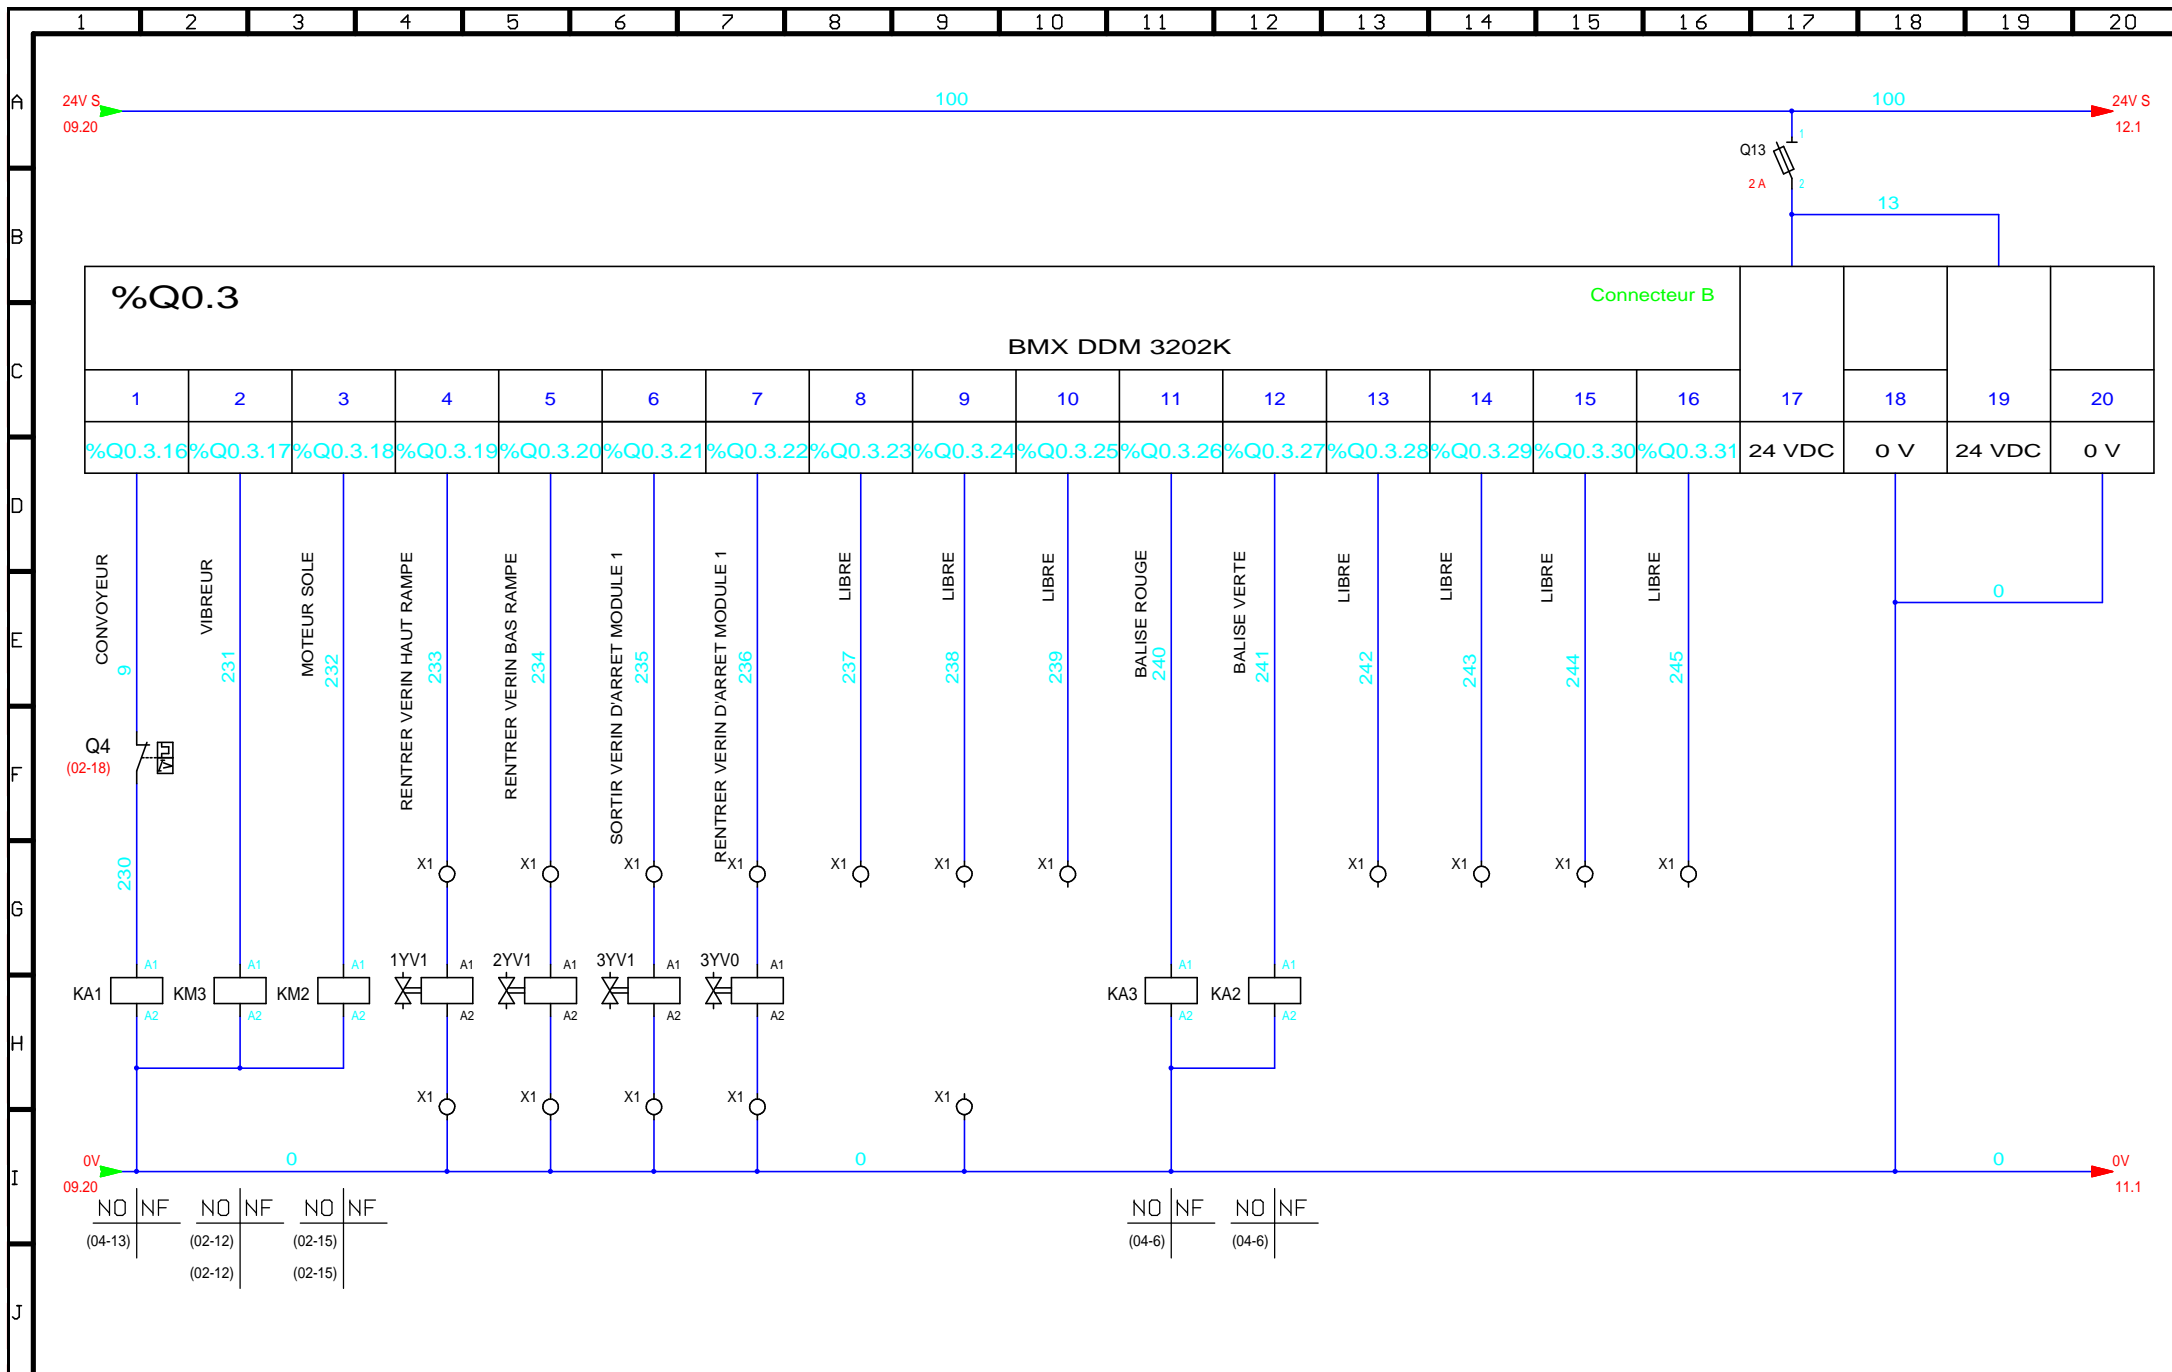 1 2 3 4 5 6 7 8 9 10 11 12 13 14 15 16 17 18 19 20
A
24V S
09.20
100
100
24V S
12.1
Q13
1
2 A
2
B
13
%Q0.3
Connecteur B
BMX DDM 3202K
C
1 2 3 4 5 6 7 8 9 10 11 12 13 14 15 16 17 18 19 20
%Q0.3.16 %Q0.3.17 %Q0.3.18 %Q0.3.19 %Q0.3.20 %Q0.3.21 %Q0.3.22 %Q0.3.23 %Q0.3.24 %Q0.3.25 %Q0.3.26 %Q0.3.27 %Q0.3.28 %Q0.3.29 %Q0.3.30 %Q0.3.31 24 VDC 0 V 24 VDC 0 V
D
CONVOYEUR
9
VIBREUR
231
MOTEUR SOLE
232
RENTRER VERIN HAUT RAMPE
233
RENTRER VERIN BAS RAMPE
234
SORTIR VERIN D'ARRET MODULE 1
235
RENTRER VERIN D'ARRET MODULE 1
236
LIBRE
237
LIBRE
238
LIBRE
239
BALISE ROUGE
240
BALISE VERTE
241
LIBRE
242
LIBRE
243
LIBRE
244
LIBRE
245
0
E
Q4
(02-18)
F
230
X1 X1 X1 X1 X1 X1 X1 X1 X1 X1 X1
G
KA1 A1 A2
KM3 A1 A2
KM2 A1 A2
1YV1 A1 A2
2YV1 A1 A2
3YV1 A1 A2
3YV0 A1 A2
KA3 A1 A2
KA2 A1 A2
H
X1 X1 X1 X1 X1
I
0V
09.20
0
0
0
0V
11.1
NO NF NO NF NO NF NO NF NO NF
(04-13) (02-12) (02-15) (04-6) (04-6)
(02-12) (02-15)
J